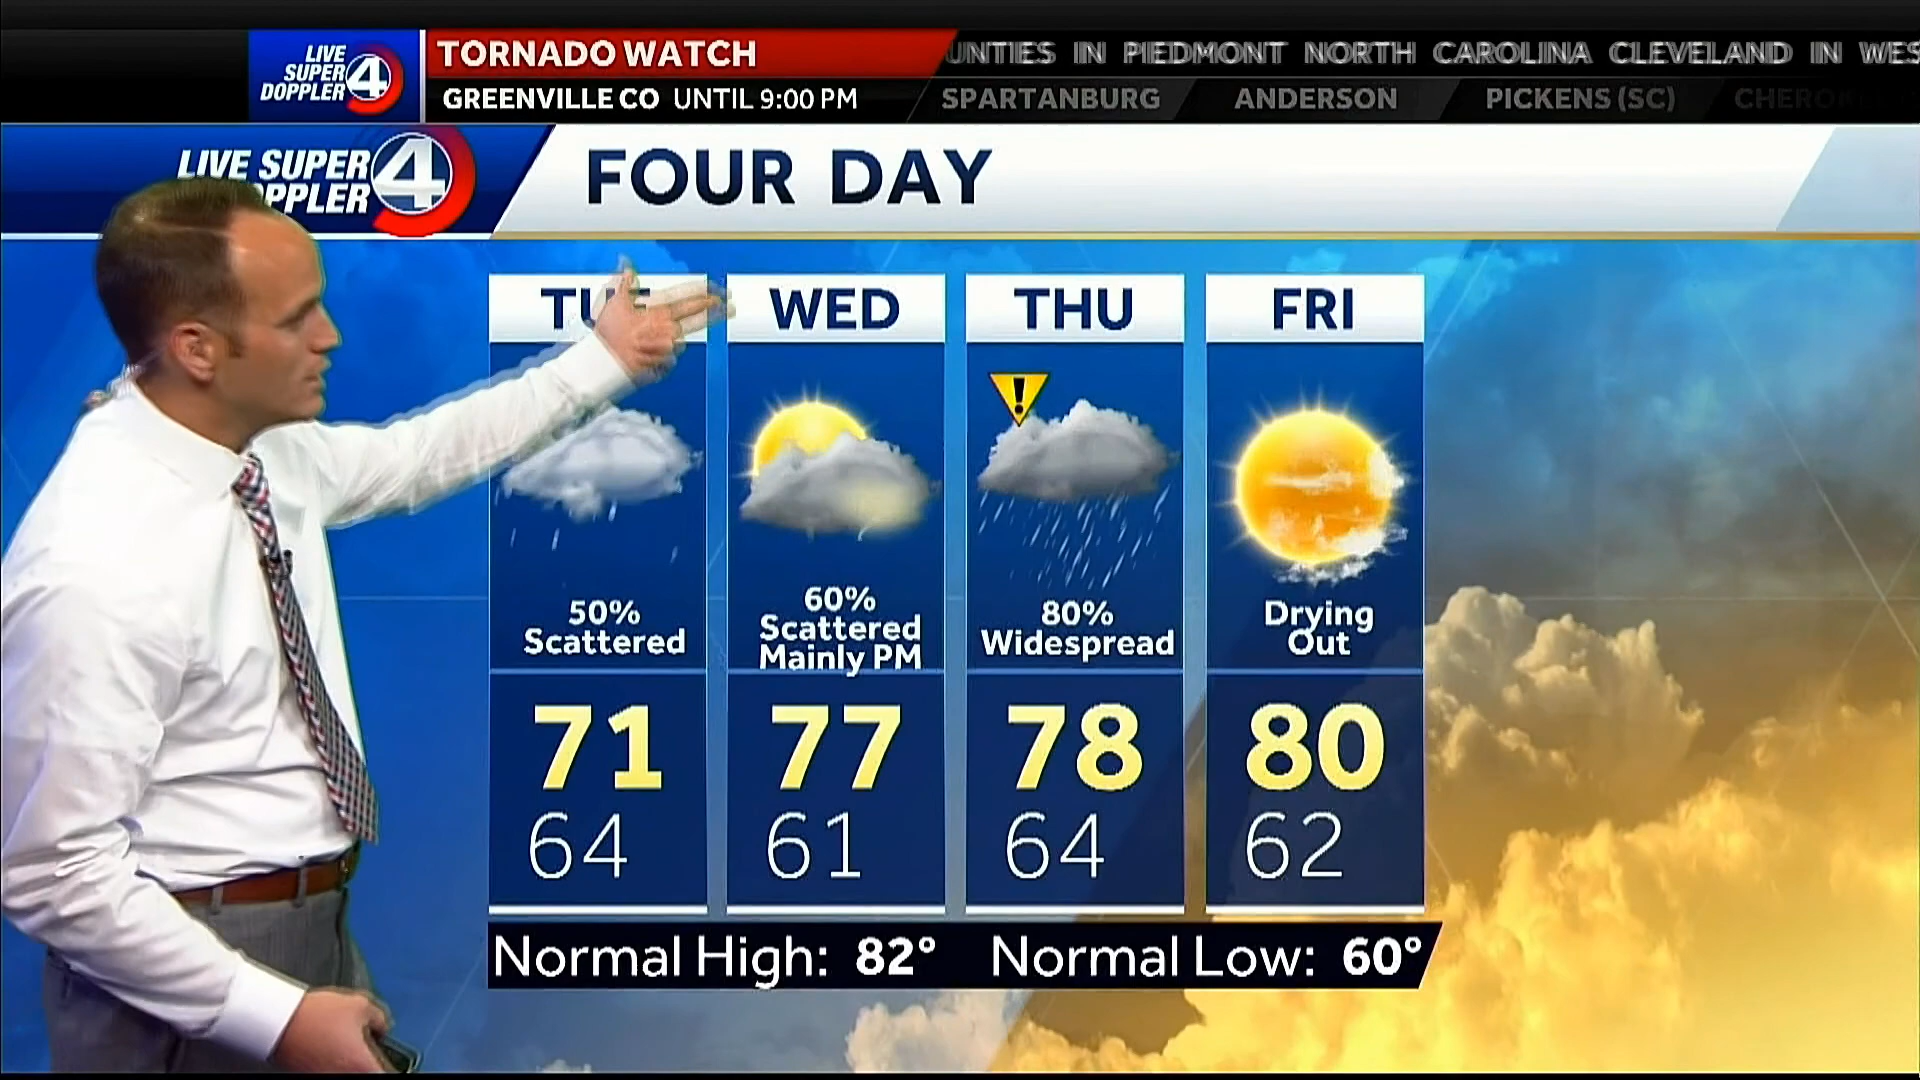 LIVE
SUPER
DOPPLER 4
TORNADO WATCH
GREENVILLE CO UNTIL 9:00 PM
UNTIES IN PIEDMONT NORTH CAROLINA CLEVELAND IN WES
SPARTANBURG ANDERSON PICKENS (SC)
LIVE SUPER
OPPLER 4
FOUR DAY
TUE WED THU FRI
!
50%
Scattered
60%
Scattered
Mainly PM
80%
Widespread
Drying
Out
71 77 78 80
64 61 64 62
Normal High: 82° Normal Low: 60°